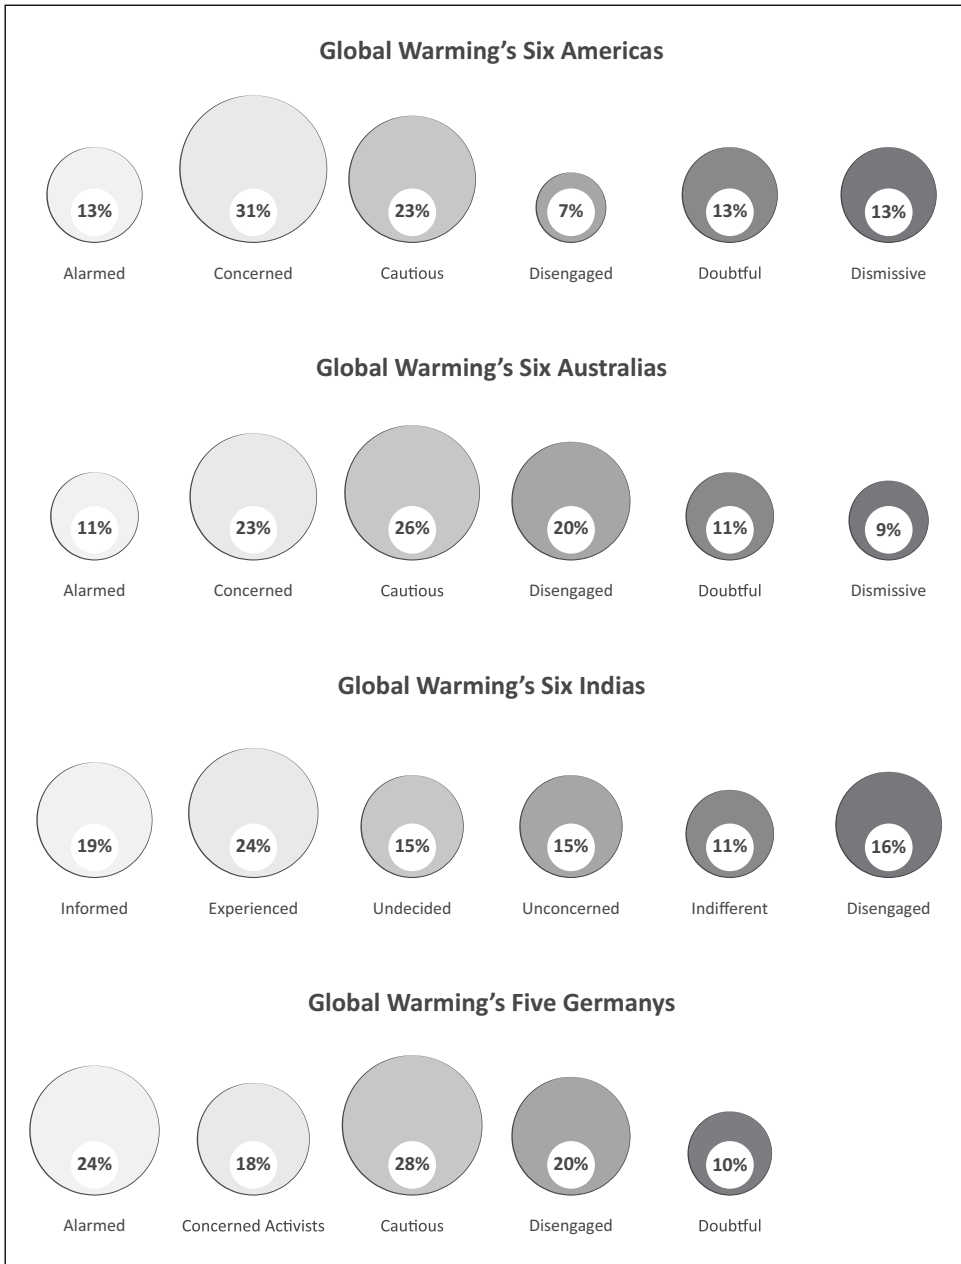 Global Warming's Six Americas
13% 31% 23% 7% 13% 13%
Alarmed Concerned Cautious Disengaged Doubtful Dismissive
Global Warming's Six Australias
11% 23% 26% 20% 11% 9%
Alarmed Concerned Cautious Disengaged Doubtful Dismissive
Global Warming's Six Indias
19% 24% 15% 15% 11% 16%
Informed Experienced Undecided Unconcerned Indifferent Disengaged
Global Warming's Five Germanys
24% 18% 28% 20% 10%
Alarmed Concerned Activists Cautious Disengaged Doubtful